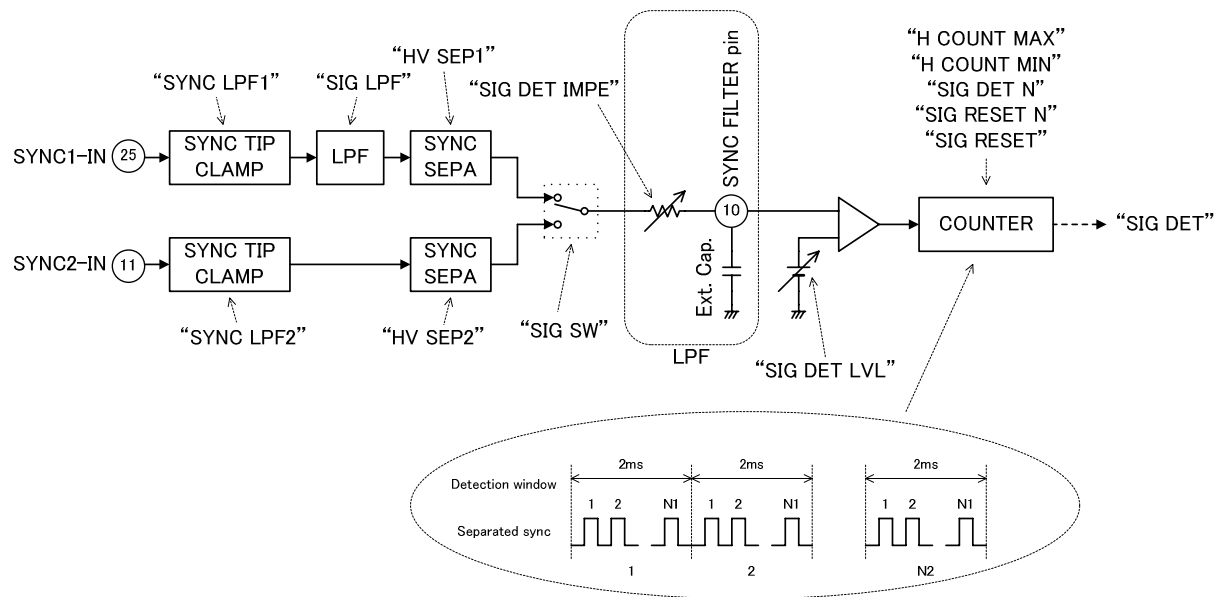 “H COUNT MAX”
“H COUNT MIN”
“SIG DET N”
“SIG RESET N”
“SIG RESET”
“HV SEP1”
“SYNC LPF1”
“SIG LPF”
“SIG DET IMPE”
SYNC FILTER pin
SYNC1-IN
25
SYNC TIP
CLAMP
LPF
SYNC
SEPA
10
COUNTER
“SIG DET”
SYNC2-IN
11
SYNC TIP
CLAMP
SYNC
SEPA
Ext. Cap.
“SYNC LPF2”
“HV SEP2”
“SIG SW”
LPF
“SIG DET LVL”
2ms
2ms
2ms
Detection window
1 2 N1 1 2 N1 1 2 N1
Separated sync
1 2 N2